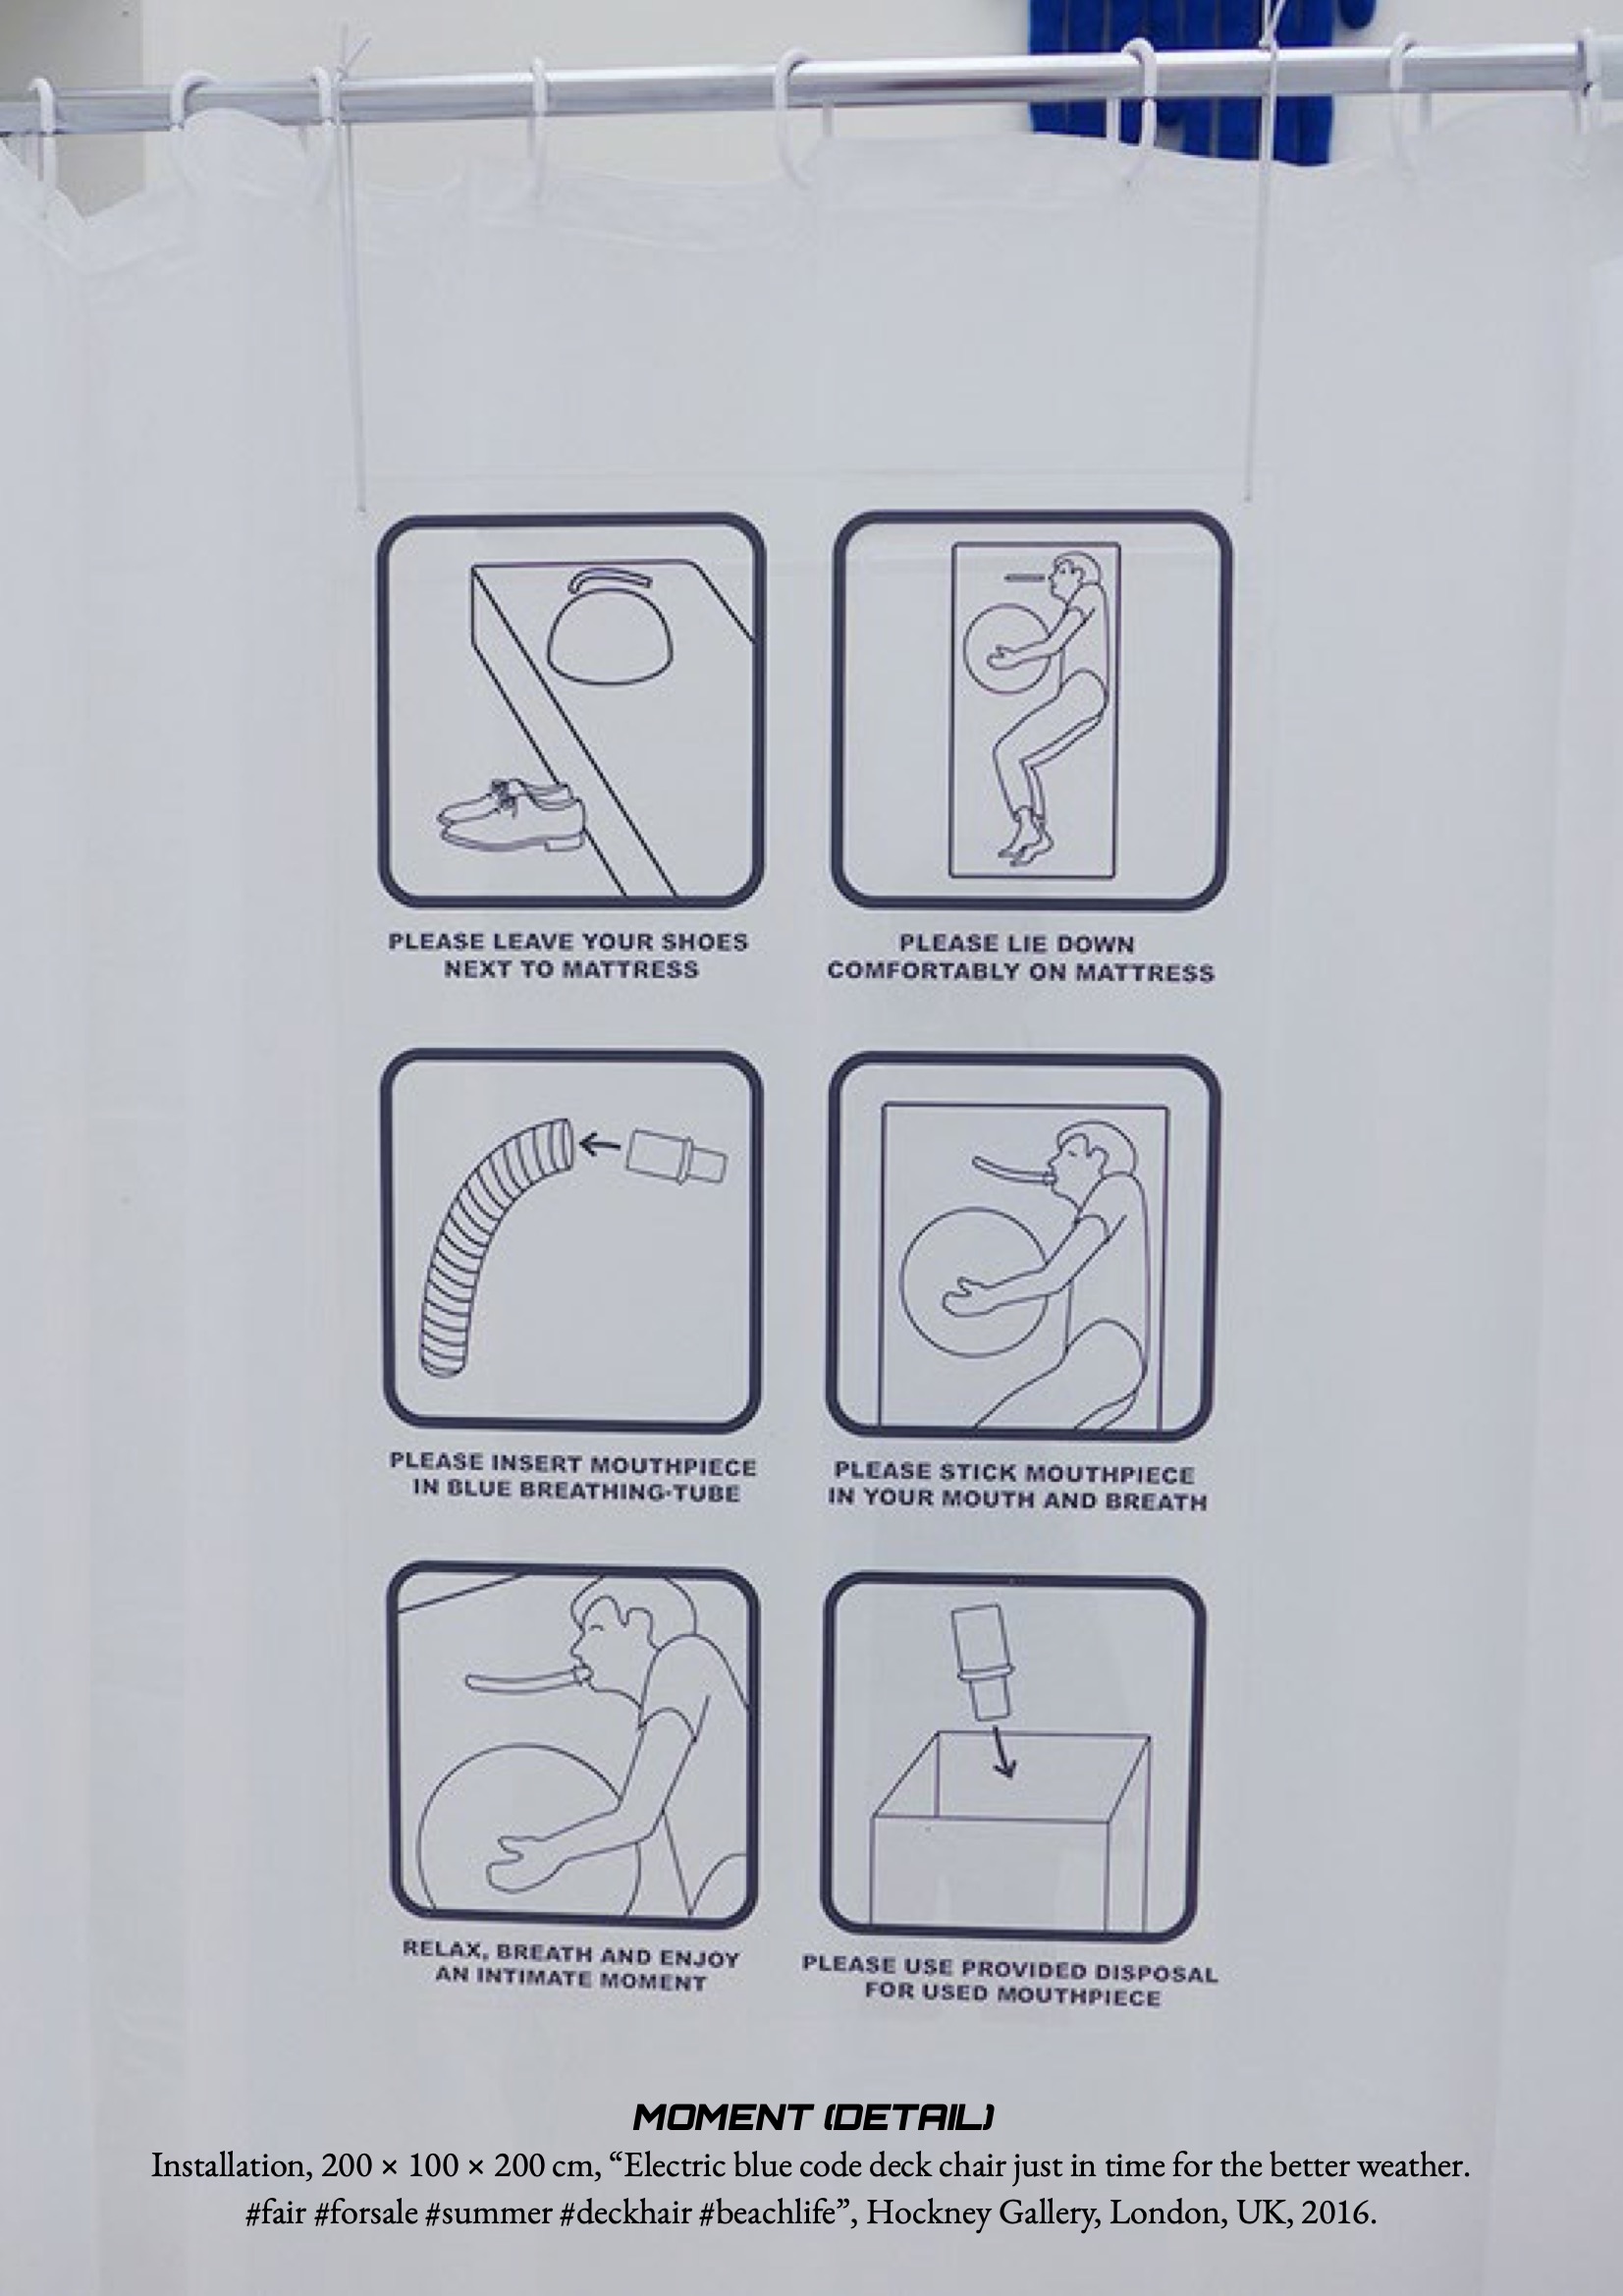 PLEASE LEAVE YOUR SHOES
NEXT TO MATTRESS
PLEASE LIE DOWN
COMFORTABLY ON MATTRESS
PLEASE INSERT MOUTHPIECE
IN BLUE BREATHING-TUBE
PLEASE STICK MOUTHPIECE
IN YOUR MOUTH AND BREATH
RELAX, BREATH AND ENJOY
AN INTIMATE MOMENT
PLEASE USE PROVIDED DISPOSAL
FOR USED MOUTHPIECE
MOMENT (DETAIL)
Installation, 200 × 100 × 200 cm, “Electric blue code deck chair just in time for the better weather.
#fair #forsale #summer #deckhair #beachlife”, Hockney Gallery, London, UK, 2016.